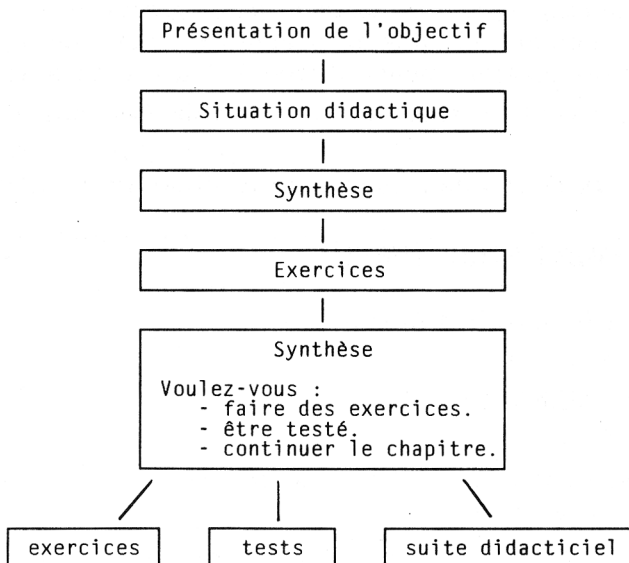 Présentation de l'objectif
Situation didactique
Synthèse
Exercices
Synthèse
Voulez-vous :
- faire des exercices.
- être testé.
- continuer le chapitre.
exercices
tests
suite didacticiel